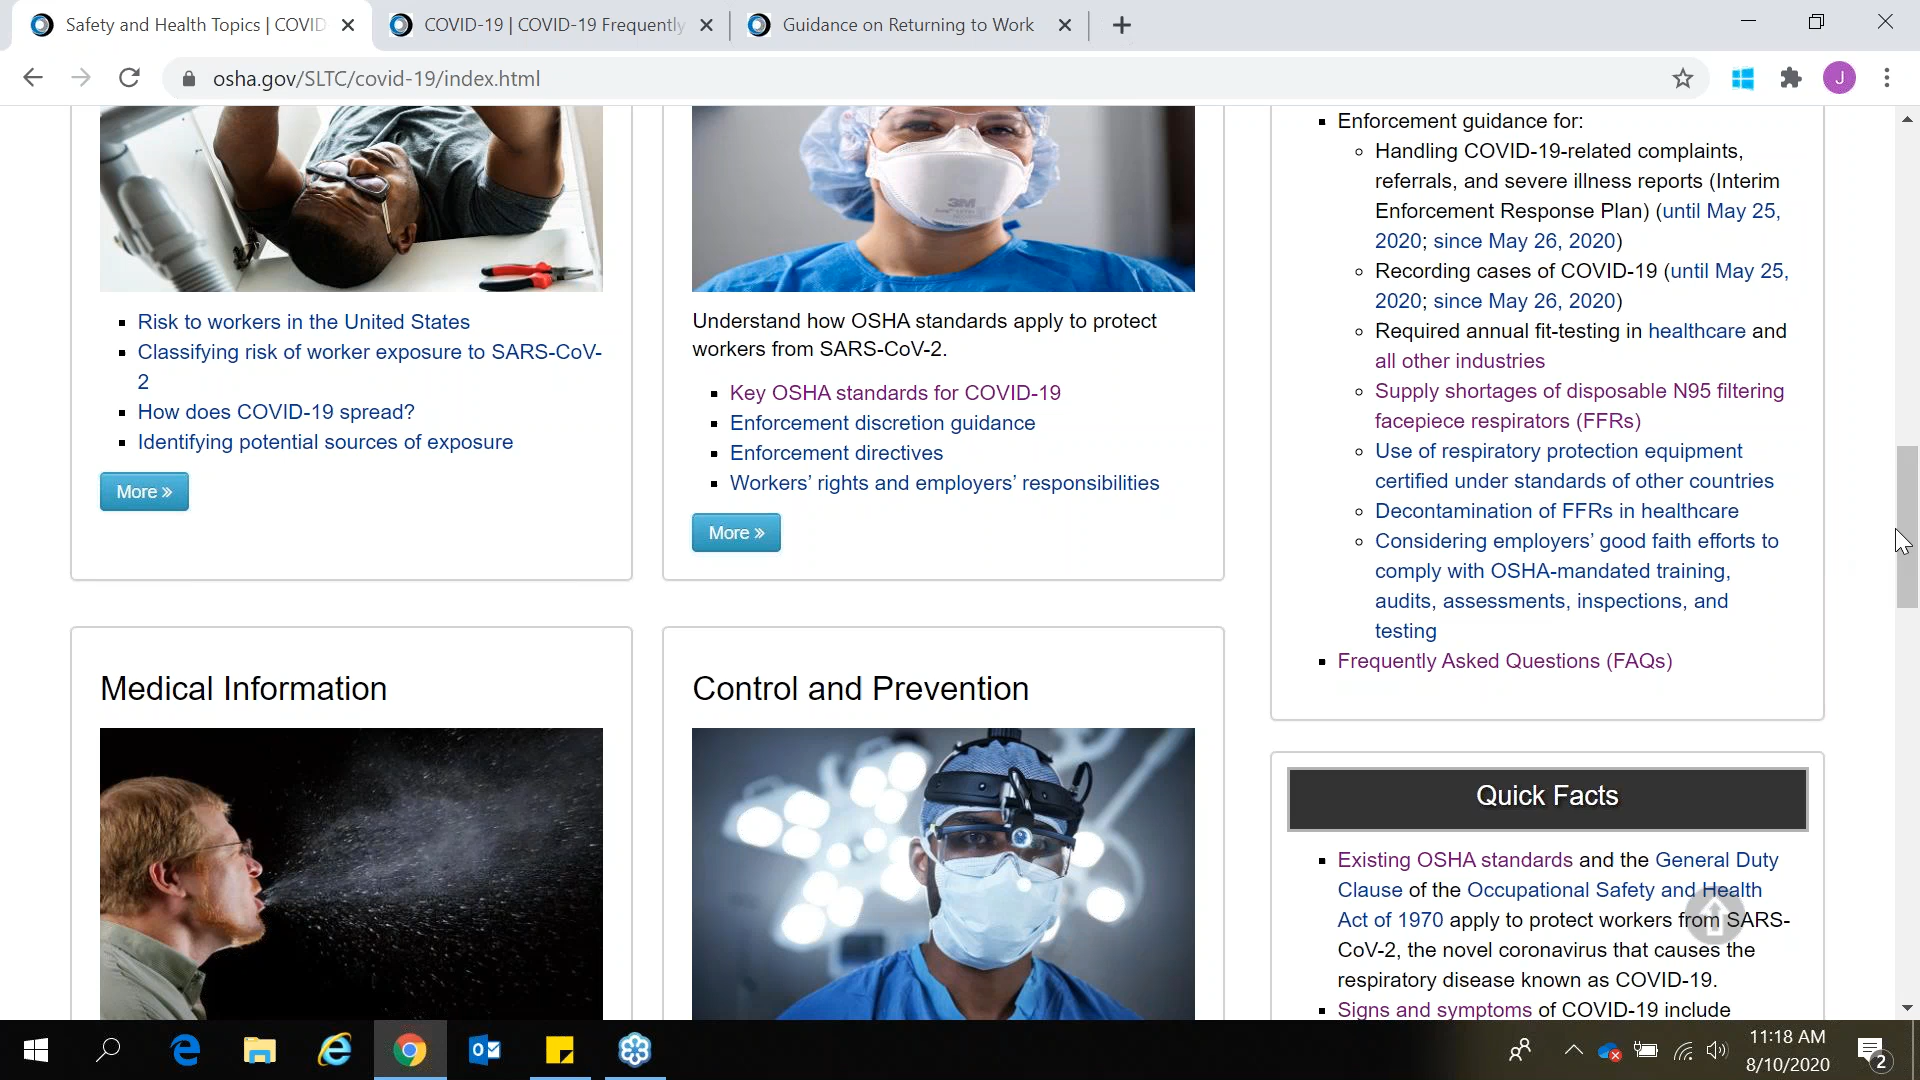 Safety and Health Topics | COVID
COVID-19 | COVID-19 Frequently
Guidance on Returning to Work
osha.gov/SLTC/covid-19/index.html
J
3M
Risk to workers in the United States
Classifying risk of worker exposure to SARS-CoV-
2
How does COVID-19 spread?
Identifying potential sources of exposure
More »
Understand how OSHA standards apply to protect
workers from SARS-CoV-2.
Key OSHA standards for COVID-19
Enforcement discretion guidance
Enforcement directives
Workers’ rights and employers’ responsibilities
More »
Enforcement guidance for:
Handling COVID-19-related complaints,
referrals, and severe illness reports (Interim
Enforcement Response Plan) (until May 25,
2020; since May 26, 2020)
Recording cases of COVID-19 (until May 25,
2020; since May 26, 2020)
Required annual fit-testing in healthcare and
all other industries
Supply shortages of disposable N95 filtering
facepiece respirators (FFRs)
Use of respiratory protection equipment
certified under standards of other countries
Decontamination of FFRs in healthcare
Considering employers’ good faith efforts to
comply with OSHA-mandated training,
audits, assessments, inspections, and
testing
Frequently Asked Questions (FAQs)
Medical Information
Control and Prevention
Quick Facts
Existing OSHA standards and the General Duty
Clause of the Occupational Safety and Health
Act of 1970 apply to protect workers from SARS-
CoV-2, the novel coronavirus that causes the
respiratory disease known as COVID-19.
Signs and symptoms of COVID-19 include
11:18 AM
8/10/2020
2